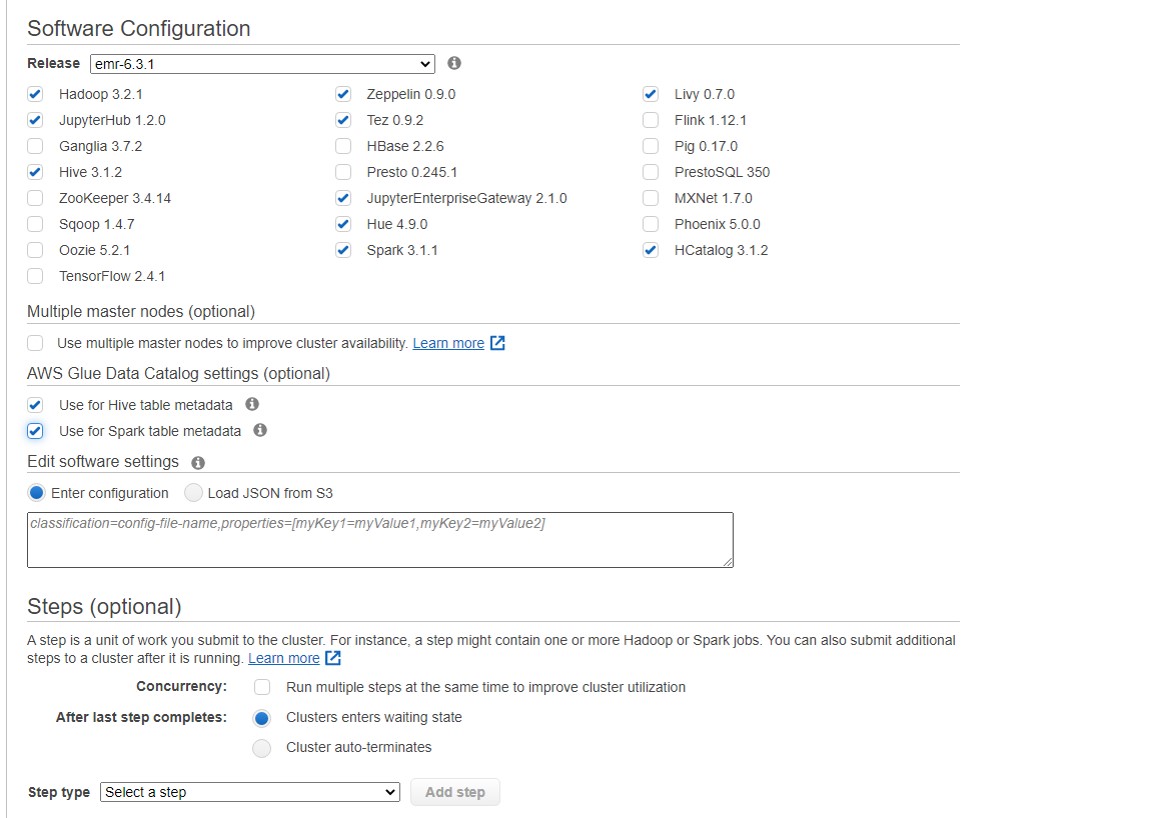 Software Configuration
Release emr-6.3.1
Hadoop 3.2.1 Zeppelin 0.9.0 Livy 0.7.0
JupyterHub 1.2.0 Tez 0.9.2 Flink 1.12.1
Ganglia 3.7.2 HBase 2.2.6 Pig 0.17.0
Hive 3.1.2 Presto 0.245.1 PrestoSQL 350
ZooKeeper 3.4.14 JupyterEnterpriseGateway 2.1.0 MXNet 1.7.0
Sqoop 1.4.7 Hue 4.9.0 Phoenix 5.0.0
Oozie 5.2.1 Spark 3.1.1 HCatalog 3.1.2
TensorFlow 2.4.1
Multiple master nodes (optional)
Use multiple master nodes to improve cluster availability. Learn more
AWS Glue Data Catalog settings (optional)
Use for Hive table metadata
Use for Spark table metadata
Edit software settings
Enter configuration Load JSON from S3
classification=config-file-name,properties=[myKey1=myValue1,myKey2=myValue2]
Steps (optional)
A step is a unit of work you submit to the cluster. For instance, a step might contain one or more Hadoop or Spark jobs. You can also submit additional
steps to a cluster after it is running. Learn more
Concurrency: Run multiple steps at the same time to improve cluster utilization
After last step completes: Clusters enters waiting state
Cluster auto-terminates
Step type Select a step Add step